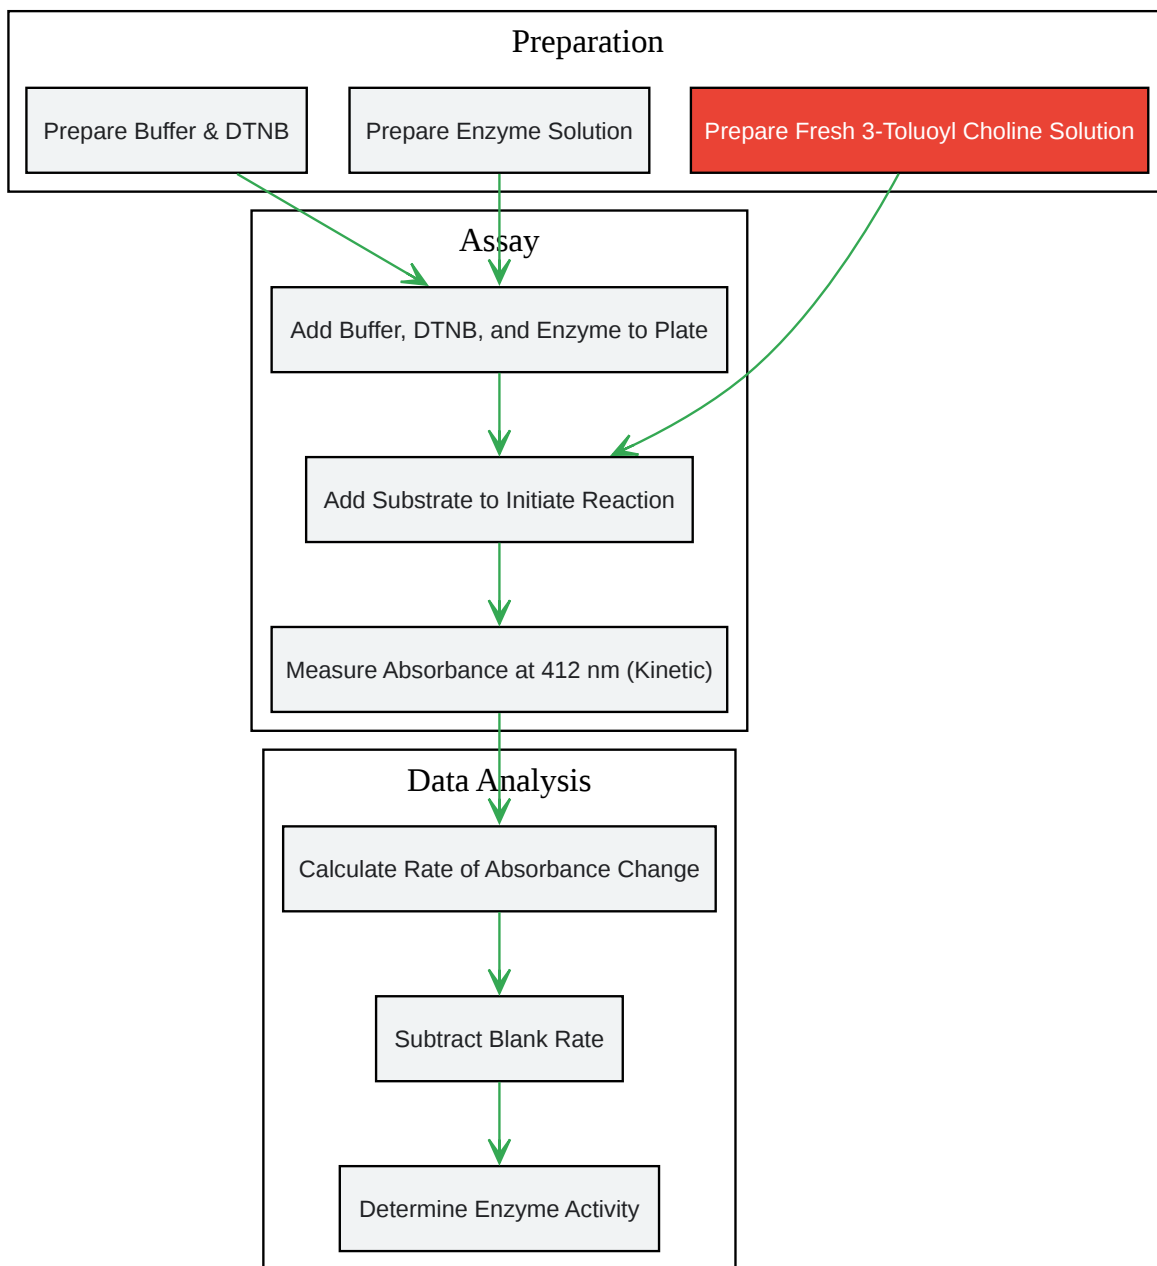 Preparation
Prepare Buffer & DTNB
Prepare Enzyme Solution
Prepare Fresh 3-Toluoyl Choline Solution
Assay
Add Buffer, DTNB, and Enzyme to Plate
Add Substrate to Initiate Reaction
Measure Absorbance at 412 nm (Kinetic)
Data Analysis
Calculate Rate of Absorbance Change
Subtract Blank Rate
Determine Enzyme Activity